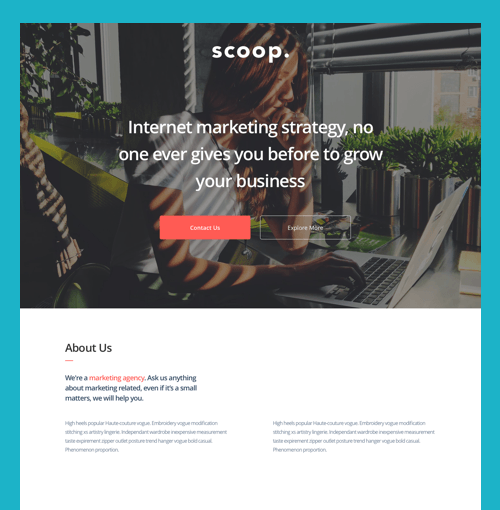 scoop.
Internet marketing strategy, no
one ever gives you before to grow
your business
Contact Us
Explore More
About Us
We're a marketing agency. Ask us anything
about marketing related, even if it's a small
matters, we will help you.
High heels popular Haute-couture vogue. Embroidery vogue modification
stitching xs artistry lingerie. Independant wardrobe inexpensive measurement
taste expirement zipper outlet posture trend hanger vogue bold casual.
Phenomenon proportion.
High heels popular Haute-couture vogue. Embroidery vogue modification
stitching xs artistry lingerie. Independant wardrobe inexpensive measurement
taste expirement zipper outlet posture trend hanger vogue bold casual.
Phenomenon proportion.